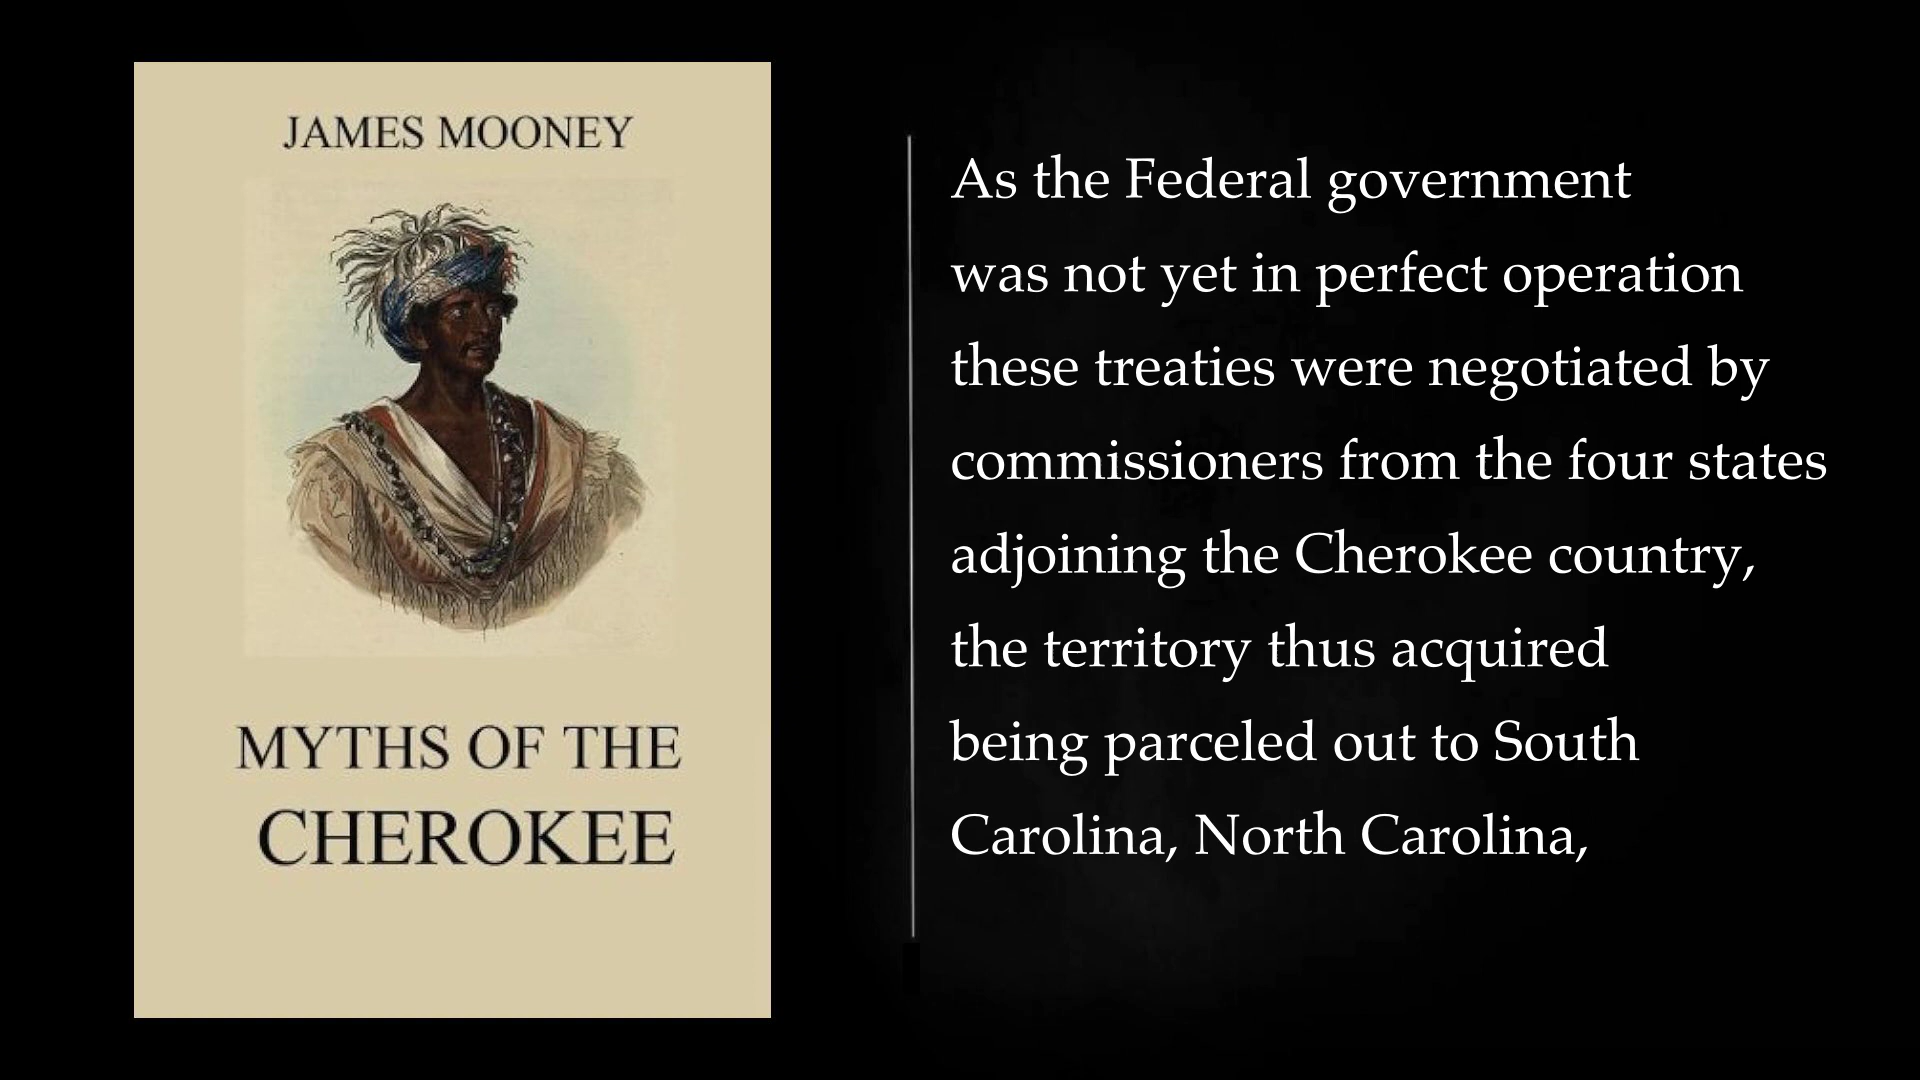 JAMES MOONEY
MYTHS OF THE
CHEROKEE
As the Federal government
was not yet in perfect operation
these treaties were negotiated by
commissioners from the four states
adjoining the Cherokee country,
the territory thus acquired
being parceled out to South
Carolina, North Carolina,